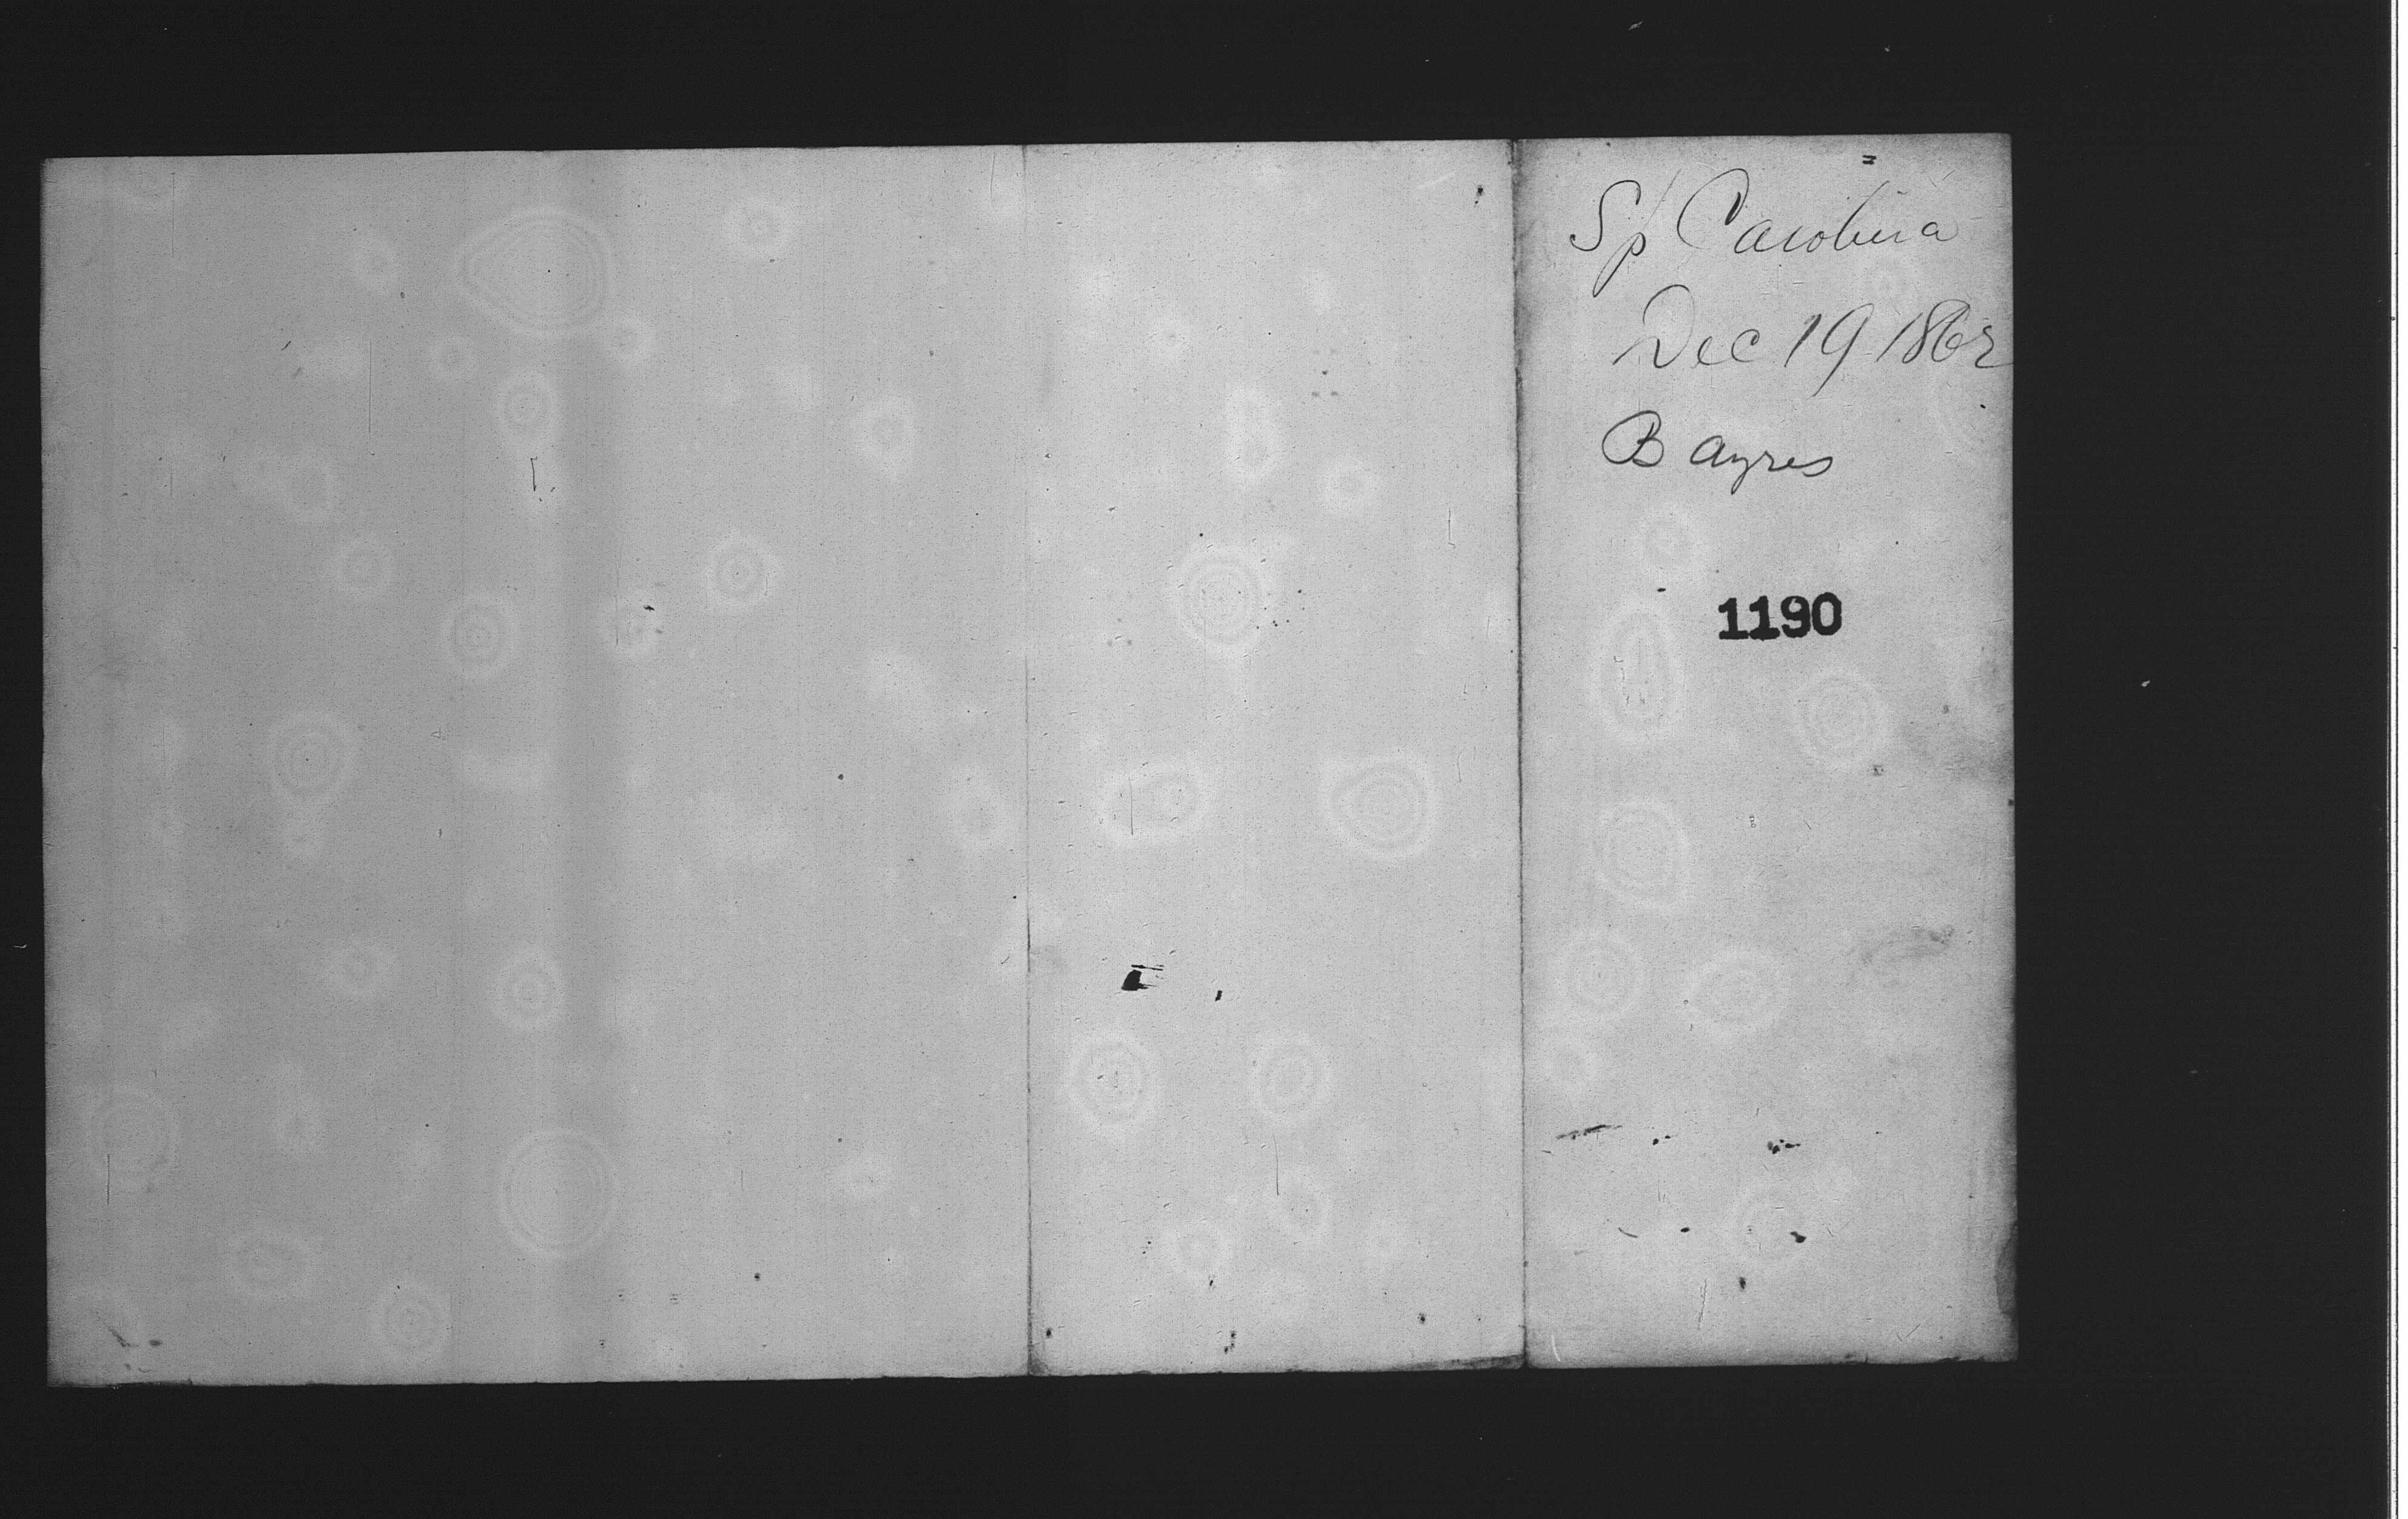 Sp Carolina
Dec 19 1862
B Ayres
1190